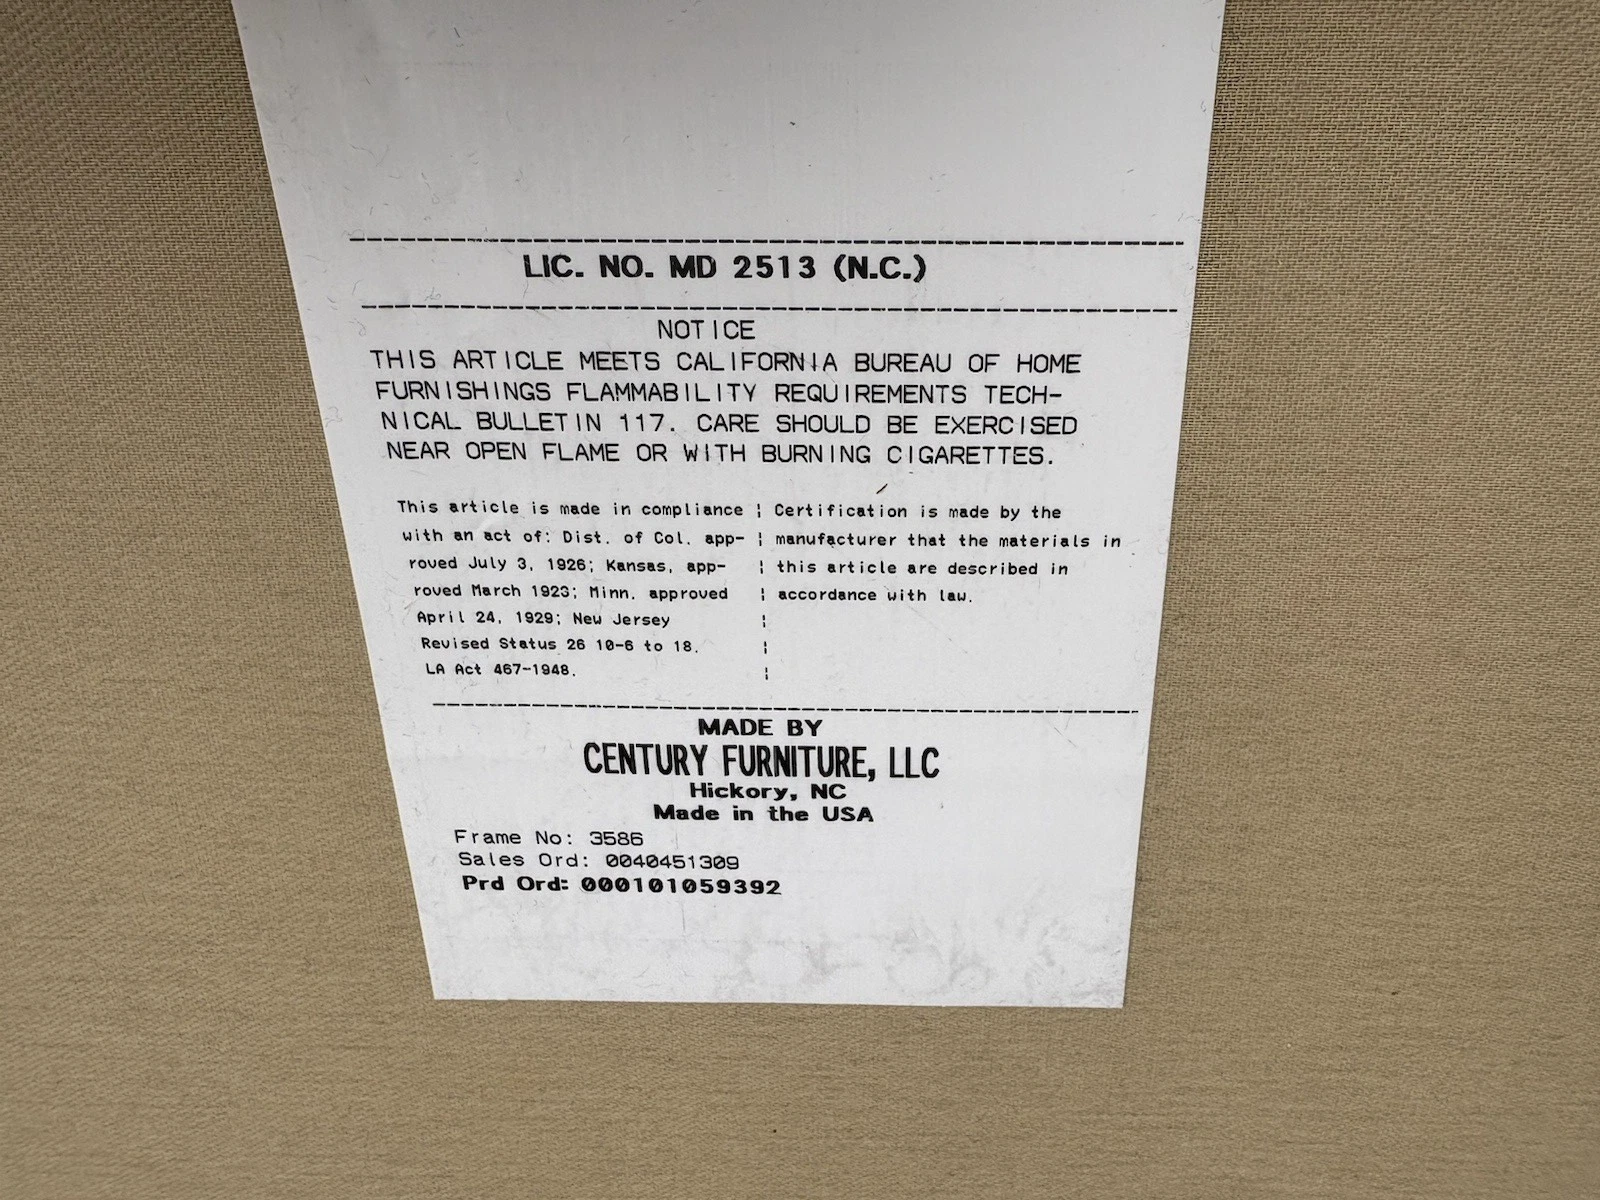 LIC. NO. MD 2513 (N.C.)
NOTICE
THIS ARTICLE MEETS CALIFORNIA BUREAU OF HOME
FURNISHINGS FLAMMABILITY REQUIREMENTS TECH-
NICAL BULLETIN 117. CARE SHOULD BE EXERCISED
NEAR OPEN FLAME OR WITH BURNING CIGARETTES.
This article is made in compliance
with an act of: Dist. of Col. app-
roved July 3, 1926; Kansas, app-
roved March 1923; Minn. approved
April 24, 1929; New Jersey
Revised Status 26 10-6 to 18.
LA Act 467-1948.
Certification is made by the
manufacturer that the materials in
this article are described in
accordance with law.
MADE BY
CENTURY FURNITURE, LLC
Hickory, NC
Made in the USA
Frame No: 3586
Sales Ord: 0040451309
Prd Ord: 000101059392